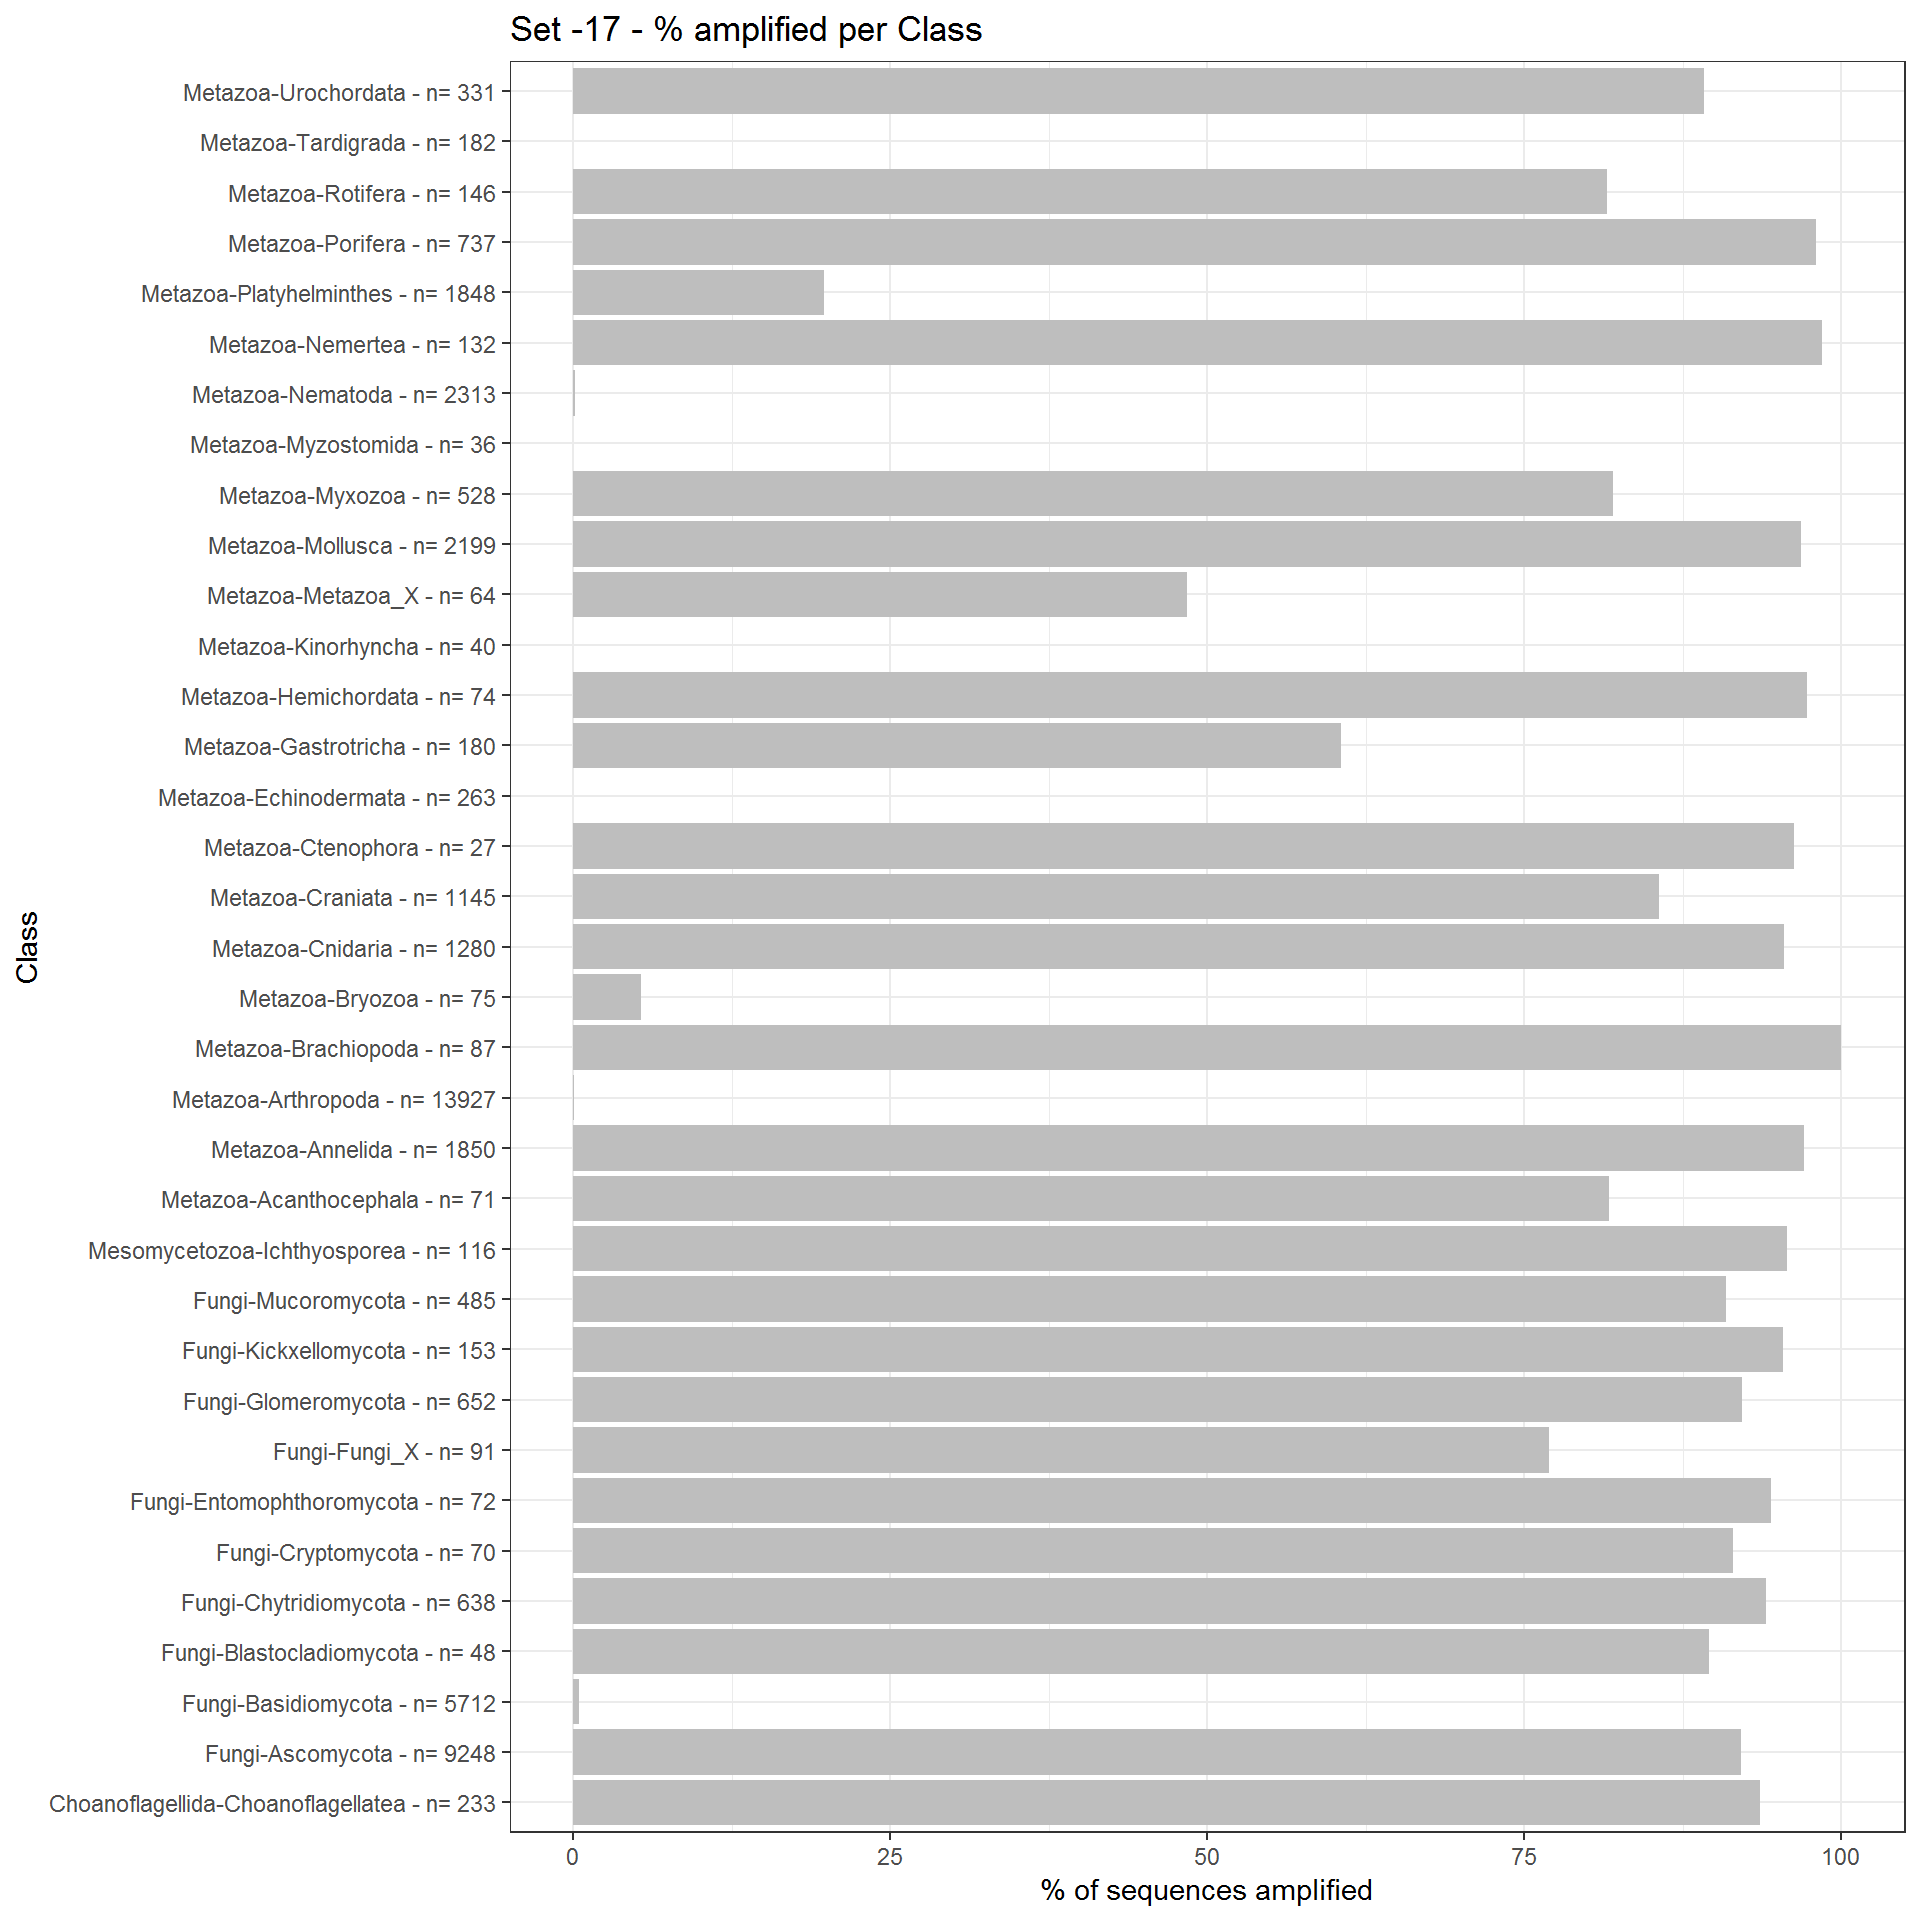 Set -17 - % amplified per Class
Metazoa-Urochordata - n= 331
Metazoa-Tardigrada - n= 182
Metazoa-Rotifera - n= 146
Metazoa-Porifera - n= 737
Metazoa-Platyhelminthes - n= 1848
Metazoa-Nemertea - n= 132
Metazoa-Nematoda - n= 2313
Metazoa-Myzostomida - n= 36
Metazoa-Myxozoa - n= 528
Metazoa-Mollusca - n= 2199
Metazoa-Metazoa_X - n= 64
Metazoa-Kinorhyncha - n= 40
Metazoa-Hemichordata - n= 74
Metazoa-Gastrotricha - n= 180
Metazoa-Echinodermata - n= 263
Metazoa-Ctenophora - n= 27
Metazoa-Craniata - n= 1145
Metazoa-Cnidaria - n= 1280
Metazoa-Bryozoa - n= 75
Metazoa-Brachiopoda - n= 87
Metazoa-Arthropoda - n= 13927
Metazoa-Annelida - n= 1850
Metazoa-Acanthocephala - n= 71
Mesomycetozoa-Ichthyosporea - n= 116
Fungi-Mucoromycota - n= 485
Fungi-Kickxellomycota - n= 153
Fungi-Glomeromycota - n= 652
Fungi-Fungi_X - n= 91
Fungi-Entomophthoromycota - n= 72
Fungi-Cryptomycota - n= 70
Fungi-Chytridiomycota - n= 638
Fungi-Blastocladiomycota - n= 48
Fungi-Basidiomycota - n= 5712
Fungi-Ascomycota - n= 9248
Choanoflagellida-Choanoflagellatea - n= 233
Class
0 25 50 75 100
% of sequences amplified